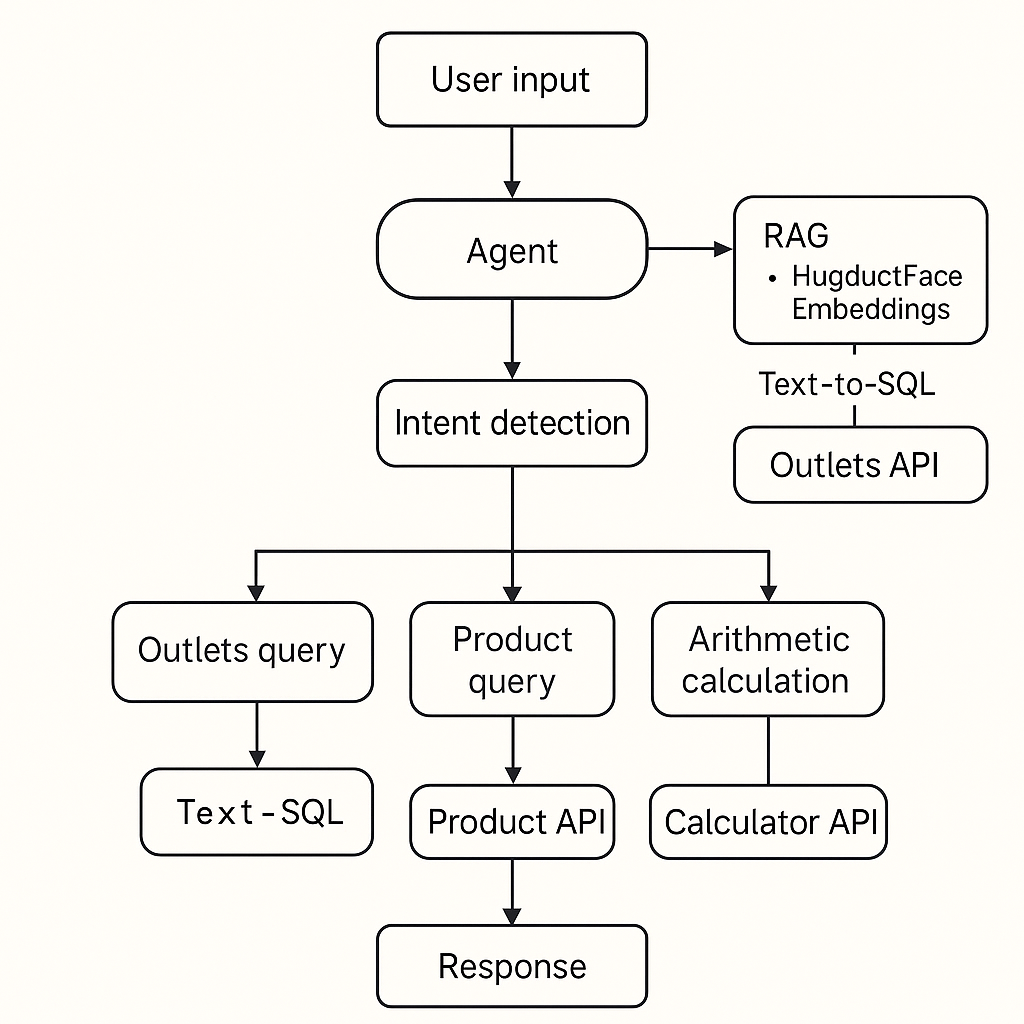 User input
Agent
RAG
• HugductFace
Embeddings
Text-to-SQL
Outlets API
Intent detection
Outlets query
Product
query
Arithmetic
calculation
Text-SQL
Product API
Calculator API
Response